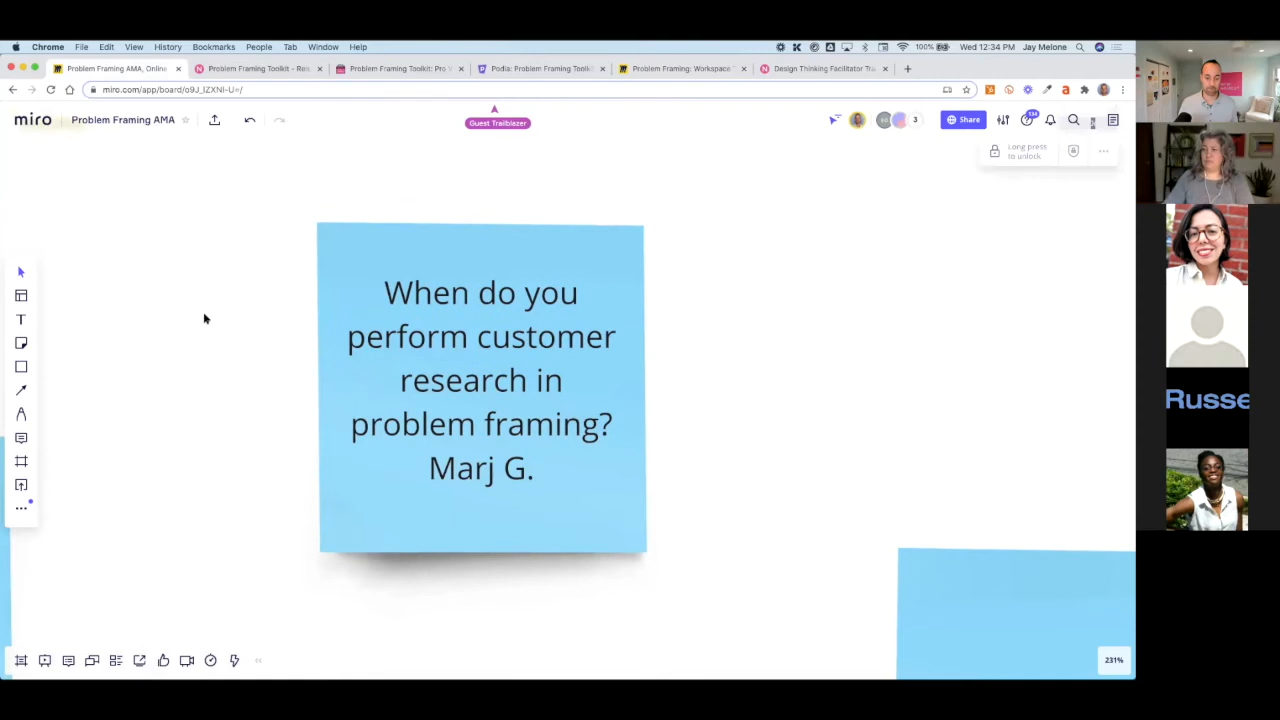 Chrome File Edit View History Bookmarks People Tab Window Help 100% Wed 12:34 PM Jay Melone
Problem Framing AMA, Online Problem Framing Toolkit - Problem Framing Toolkit: Pro Podia: Problem Framing Toolkit Problem Framing: Workspace Design Thinking Facilitator
miro.com/app/board/o9J_lZXNI-U=/
miro Problem Framing AMA 3 Share
Guest Trailblazer
Long press
to unlock
When do you
perform customer
research in
problem framing?
Marj G.
Russe
231%